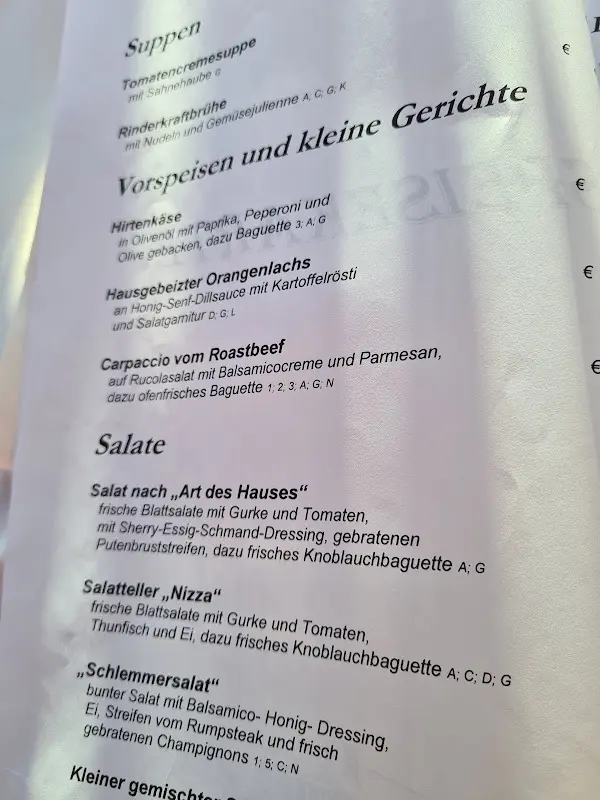 Suppen
€
Tomatencremesuppe
mit Sahnehaube G
Rinderkraftbrühe
mit Nudeln und Gemüsejulienne A; C; G; K
Vorspeisen und kleine Gerichte
Hirtenkäse €
in Olivenöl mit Paprika, Peperoni und
Olive gebacken, dazu Baguette 3; A; G
Hausgebeizter Orangenlachs €
an Honig-Senf-Dillsauce mit Kartoffelrösti
und Salatgarnitur D; G; L
Carpaccio vom Roastbeef €
auf Rucolasalat mit Balsamicocreme und Parmesan,
dazu ofenfrisches Baguette 1; 2; 3; A; G; N
Salate
Salat nach „Art des Hauses“
frische Blattsalate mit Gurke und Tomaten,
mit Sherry-Essig-Schmand-Dressing, gebratenen
Putenbruststreifen, dazu frisches Knoblauchbaguette A; G
Salatteller „Nizza“
frische Blattsalate mit Gurke und Tomaten,
Thunfisch und Ei, dazu frisches Knoblauchbaguette A; C; D; G
„Schlemmersalat“
bunter Salat mit Balsamico- Honig- Dressing,
Ei, Streifen vom Rumpsteak und frisch
gebratenen Champignons 1; 5; C; N
Kleiner gemischter